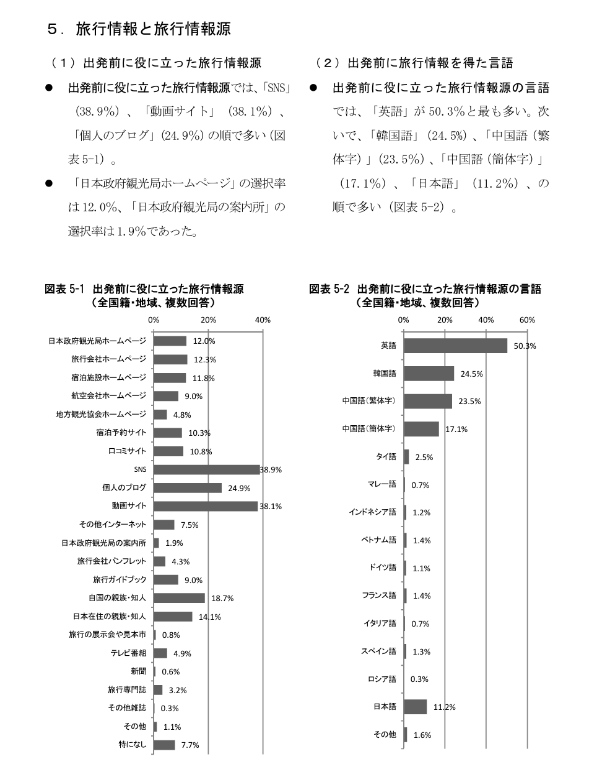 ５．旅行情報と旅行情報源
（１）出発前に役に立った旅行情報源
● 出発前に役に立った旅行情報源では、「SNS」
（38.9％）、「動画サイト」（38.1％）、
「個人のブログ」（24.9％）の順で多い（図
表5-1）。
● 「日本政府観光局ホームページ」の選択率
は12.0％、「日本政府観光局の案内所」の
選択率は1.9％であった。
（２）出発前に旅行情報を得た言語
● 出発前に役に立った旅行情報源の言語
では、「英語」が50.3％と最も多い。次
いで、「韓国語」（24.5％）、「中国語（繁
体字）」（23.5％）、「中国語（簡体字）」
（17.1％）、「日本語」（11.2％）、の
順で多い（図表5-2）。
図表 5-1 出発前に役に立った旅行情報源
（全国籍・地域、複数回答）
0% 20% 40%
日本政府観光局ホームページ 12.0%
旅行会社ホームページ 12.3%
宿泊施設ホームページ 11.8%
航空会社ホームページ 9.0%
地方観光協会ホームページ 4.8%
宿泊予約サイト 10.3%
口コミサイト 10.8%
SNS 38.9%
個人のブログ 24.9%
動画サイト 38.1%
その他インターネット 7.5%
日本政府観光局の案内所 1.9%
旅行会社パンフレット 4.3%
旅行ガイドブック 9.0%
自国の親族・知人 18.7%
日本在住の親族・知人 14.1%
旅行の展示会や見本市 0.8%
テレビ番組 4.9%
新聞 0.6%
旅行専門誌 3.2%
その他雑誌 0.3%
その他 1.1%
特になし 7.7%
図表 5-2 出発前に役に立った旅行情報源の言語
（全国籍・地域、複数回答）
0% 20% 40% 60%
英語 50.3%
韓国語 24.5%
中国語（繁体字） 23.5%
中国語（簡体字） 17.1%
タイ語 2.5%
マレー語 0.7%
インドネシア語 1.2%
ベトナム語 1.4%
ドイツ語 1.1%
フランス語 1.4%
イタリア語 0.7%
スペイン語 1.3%
ロシア語 0.3%
日本語 11.2%
その他 1.6%